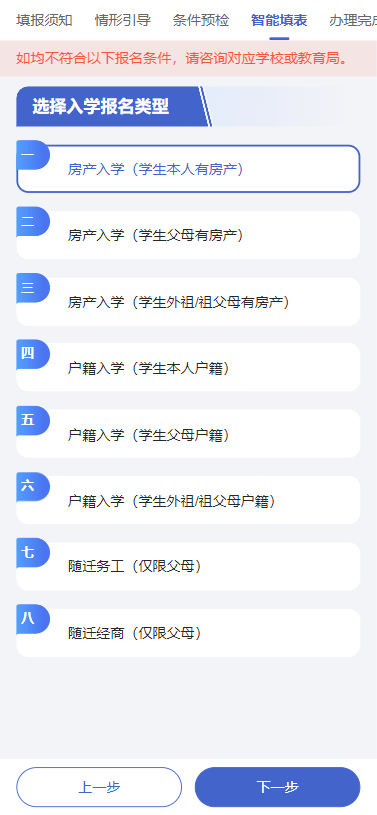 填报须知 情形引导 条件预检 智能填表 办理完成
如均不符合以下报名条件，请咨询对应学校或教育局。
选择入学报名类型
一
房产入学（学生本人有房产）
二
房产入学（学生父母有房产）
三
房产入学（学生外祖/祖父母有房产）
四
户籍入学（学生本人户籍）
五
户籍入学（学生父母户籍）
六
户籍入学（学生外祖/祖父母户籍）
七
随迁务工（仅限父母）
八
随迁经商（仅限父母）
上一步 下一步